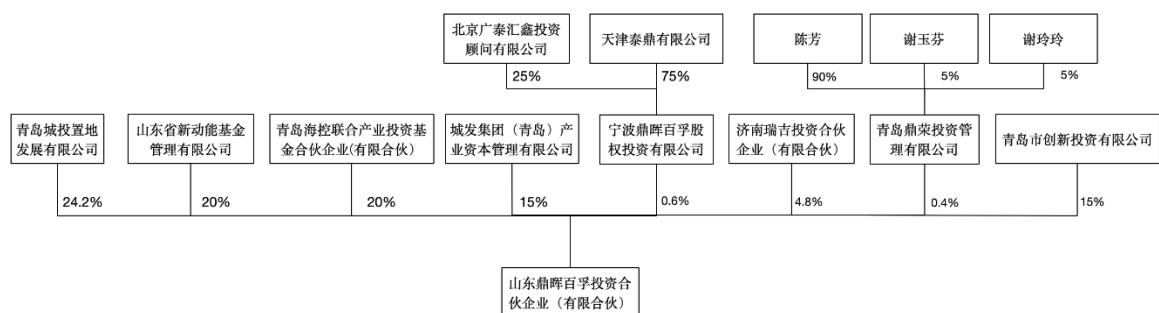 北京广泰汇鑫投资
顾问有限公司
天津泰鼎有限公司
陈芳
谢玉芬
谢玲玲
25%
75%
90%
5%
5%
青岛城投置地
发展有限公司
山东省新动能基金
管理有限公司
青岛海控联合产业投资基
金合伙企业(有限合伙)
城发集团（青岛）产
业资本管理有限公司
宁波鼎晖百孚股
权投资有限公司
济南瑞吉投资合伙
企业（有限合伙）
青岛鼎荣投资管
理有限公司
青岛市创新投资有限公司
24.2%
20%
20%
15%
0.6%
4.8%
0.4%
15%
山东鼎晖百孚投资合
伙企业（有限合伙）